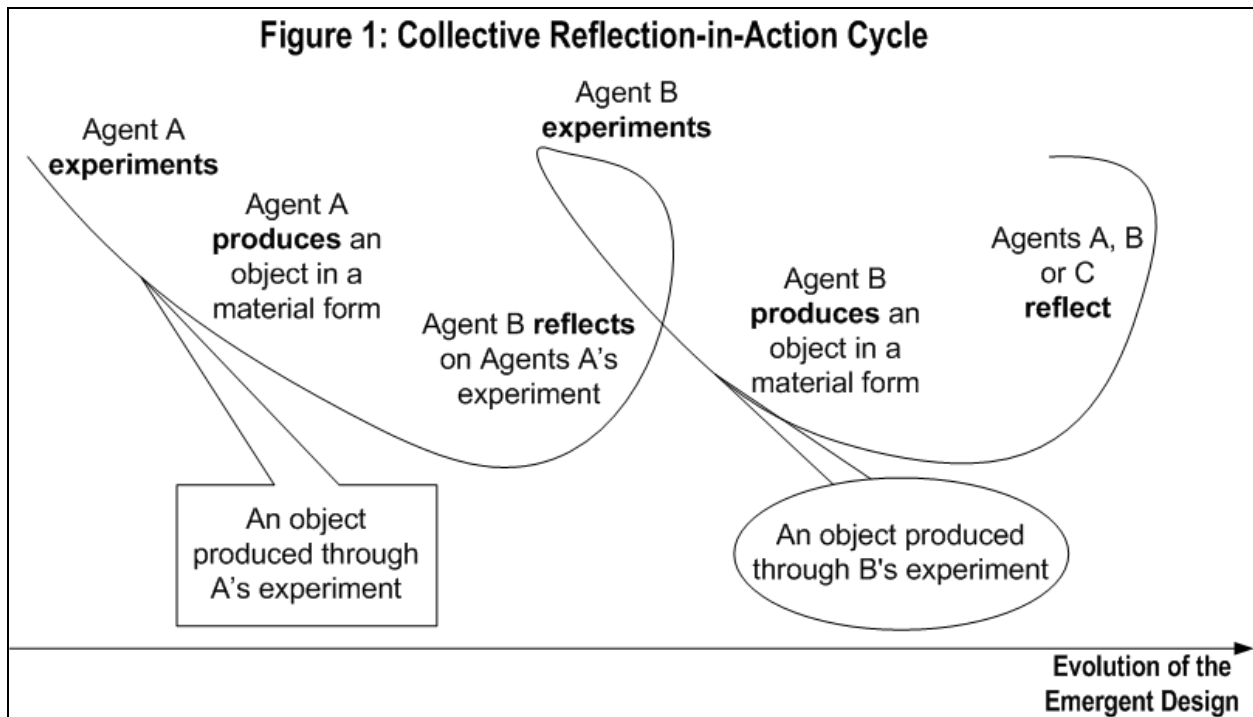 Figure 1: Collective Reflection-in-Action Cycle
Agent A
experiments
Agent A
produces an
object in a
material form
Agent B reflects
on Agents A's
experiment
Agent B
experiments
Agent B
produces an
object in a
material form
Agents A, B
or C
reflect
An object
produced through
A's experiment
An object produced
through B's experiment
Evolution of the
Emergent Design